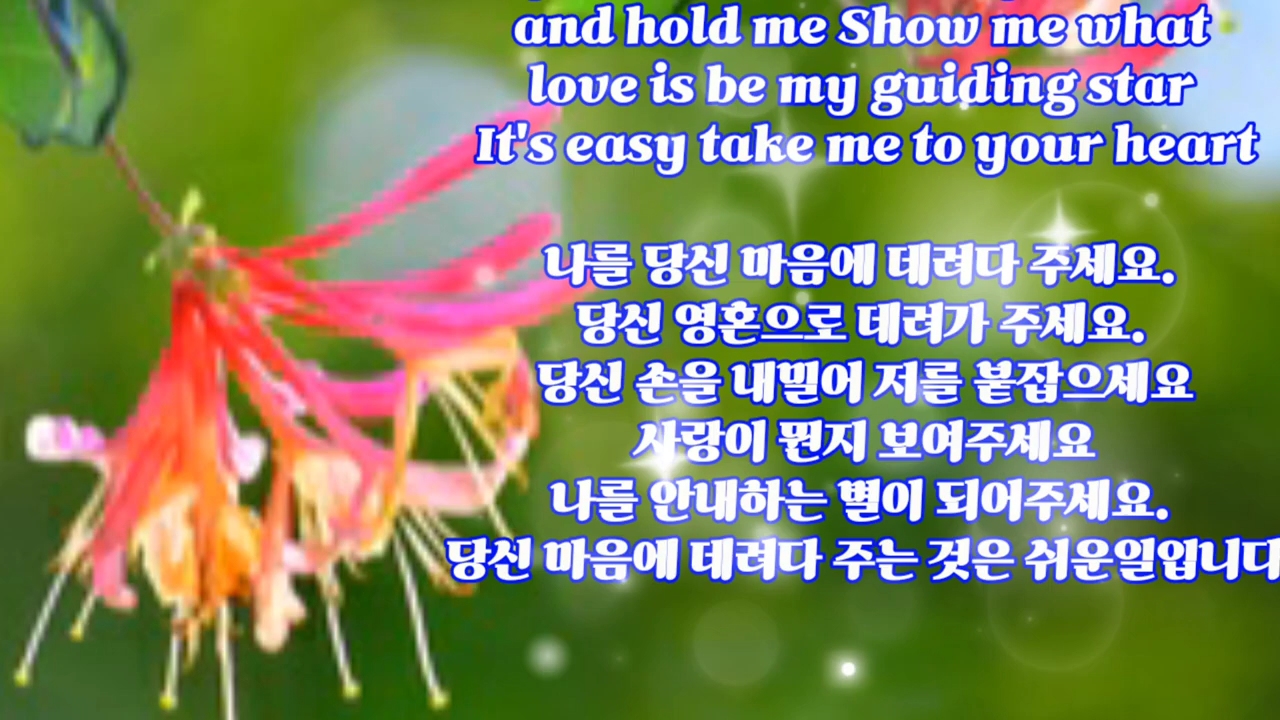 and hold me Show me what
love is be my guiding star
It's easy take me to your heart
나를 당신 마음에 데려다 주세요.
당신 영혼으로 데려가 주세요.
당신 손을 내밀어 저를 붙잡으세요
사랑이 뭔지 보여주세요
나를 안내하는 별이 되어주세요.
당신 마음에 데려다 주는 것은 쉬운일입니다